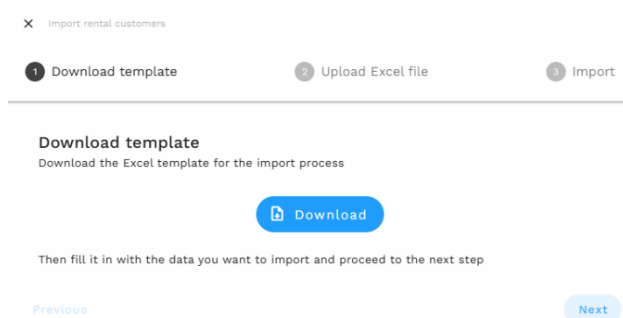 Import rental customers
1 Download template 2 Upload Excel file 3 Import
Download template
Download the Excel template for the import process
Download
Then fill it in with the data you want to import and proceed to the next step
Previous Next